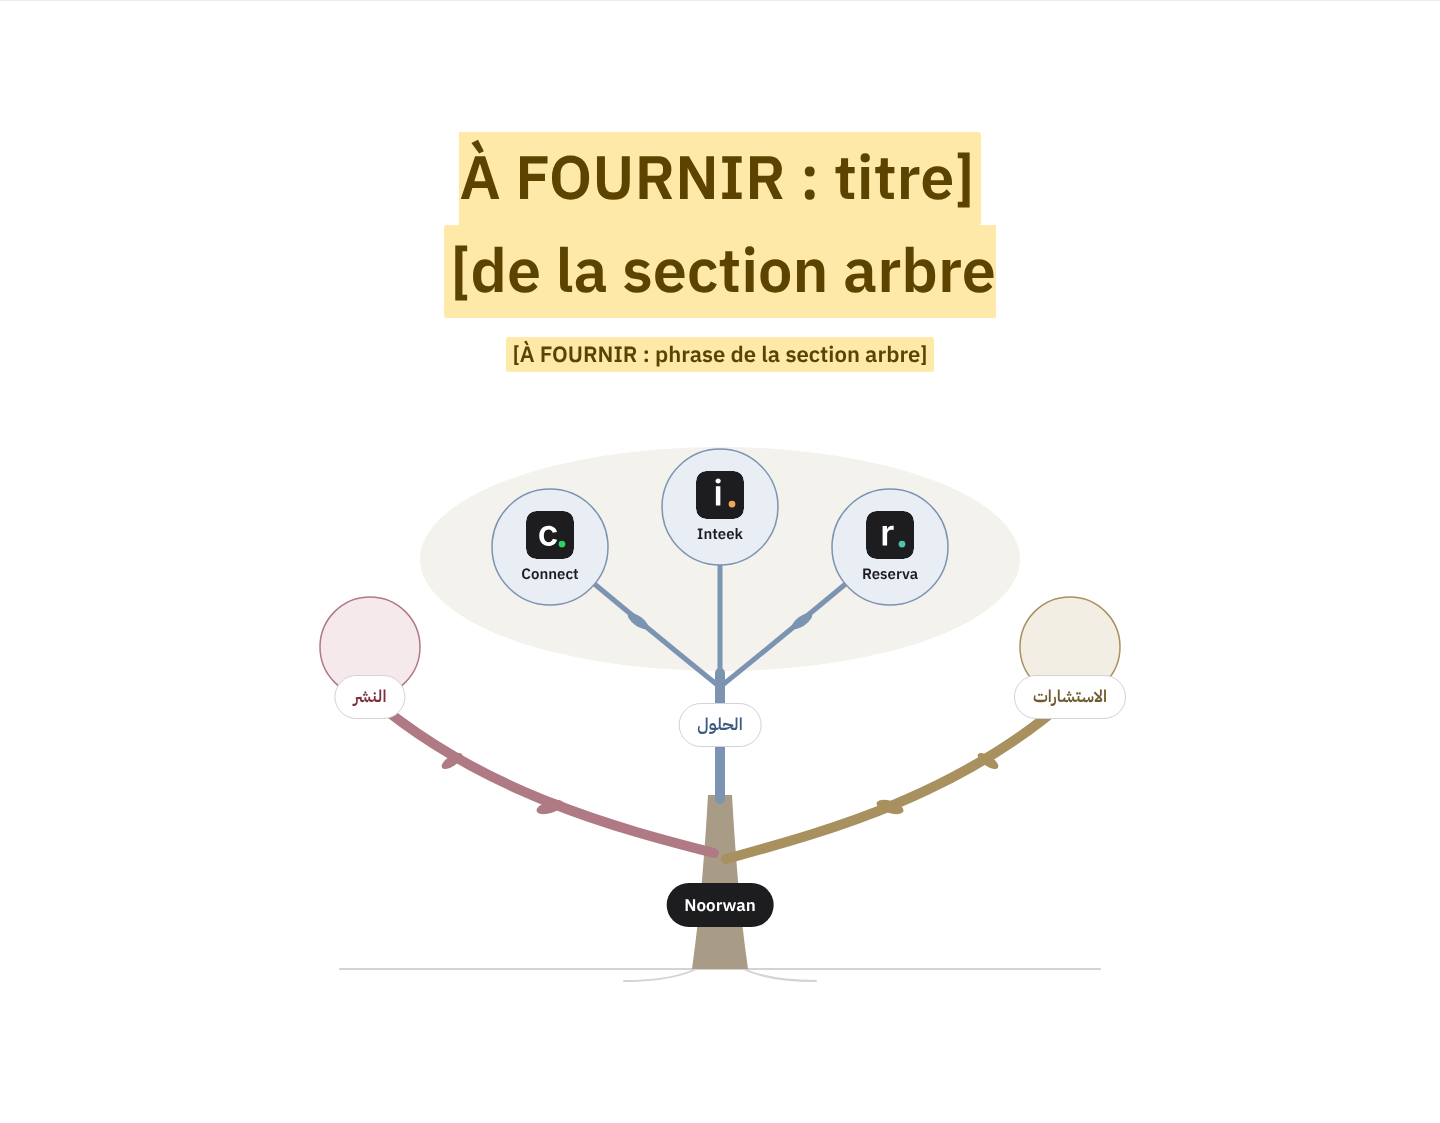 À FOURNIR : titre]
[de la section arbre
[À FOURNIR : phrase de la section arbre]
i.
Inteek
c.
Connect
r.
Reserva
النشر
الاستشارات
الحلول
Noorwan